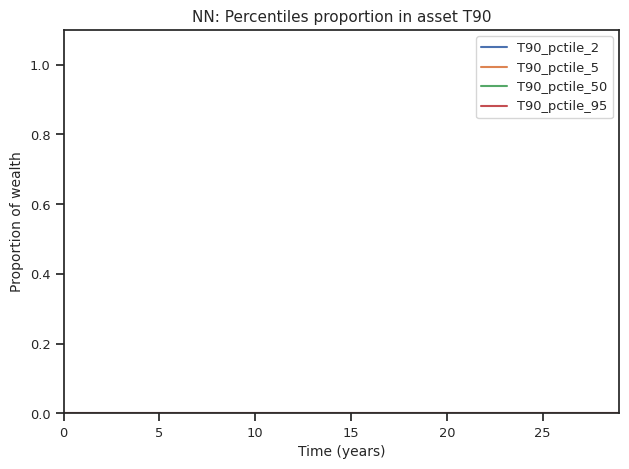 NN: Percentiles proportion in asset T90
T90_pctile_2
T90_pctile_5
T90_pctile_50
T90_pctile_95
Proportion of wealth
1.0
0.8
0.6
0.4
0.2
0.0
0 5 10 15 20 25
Time (years)